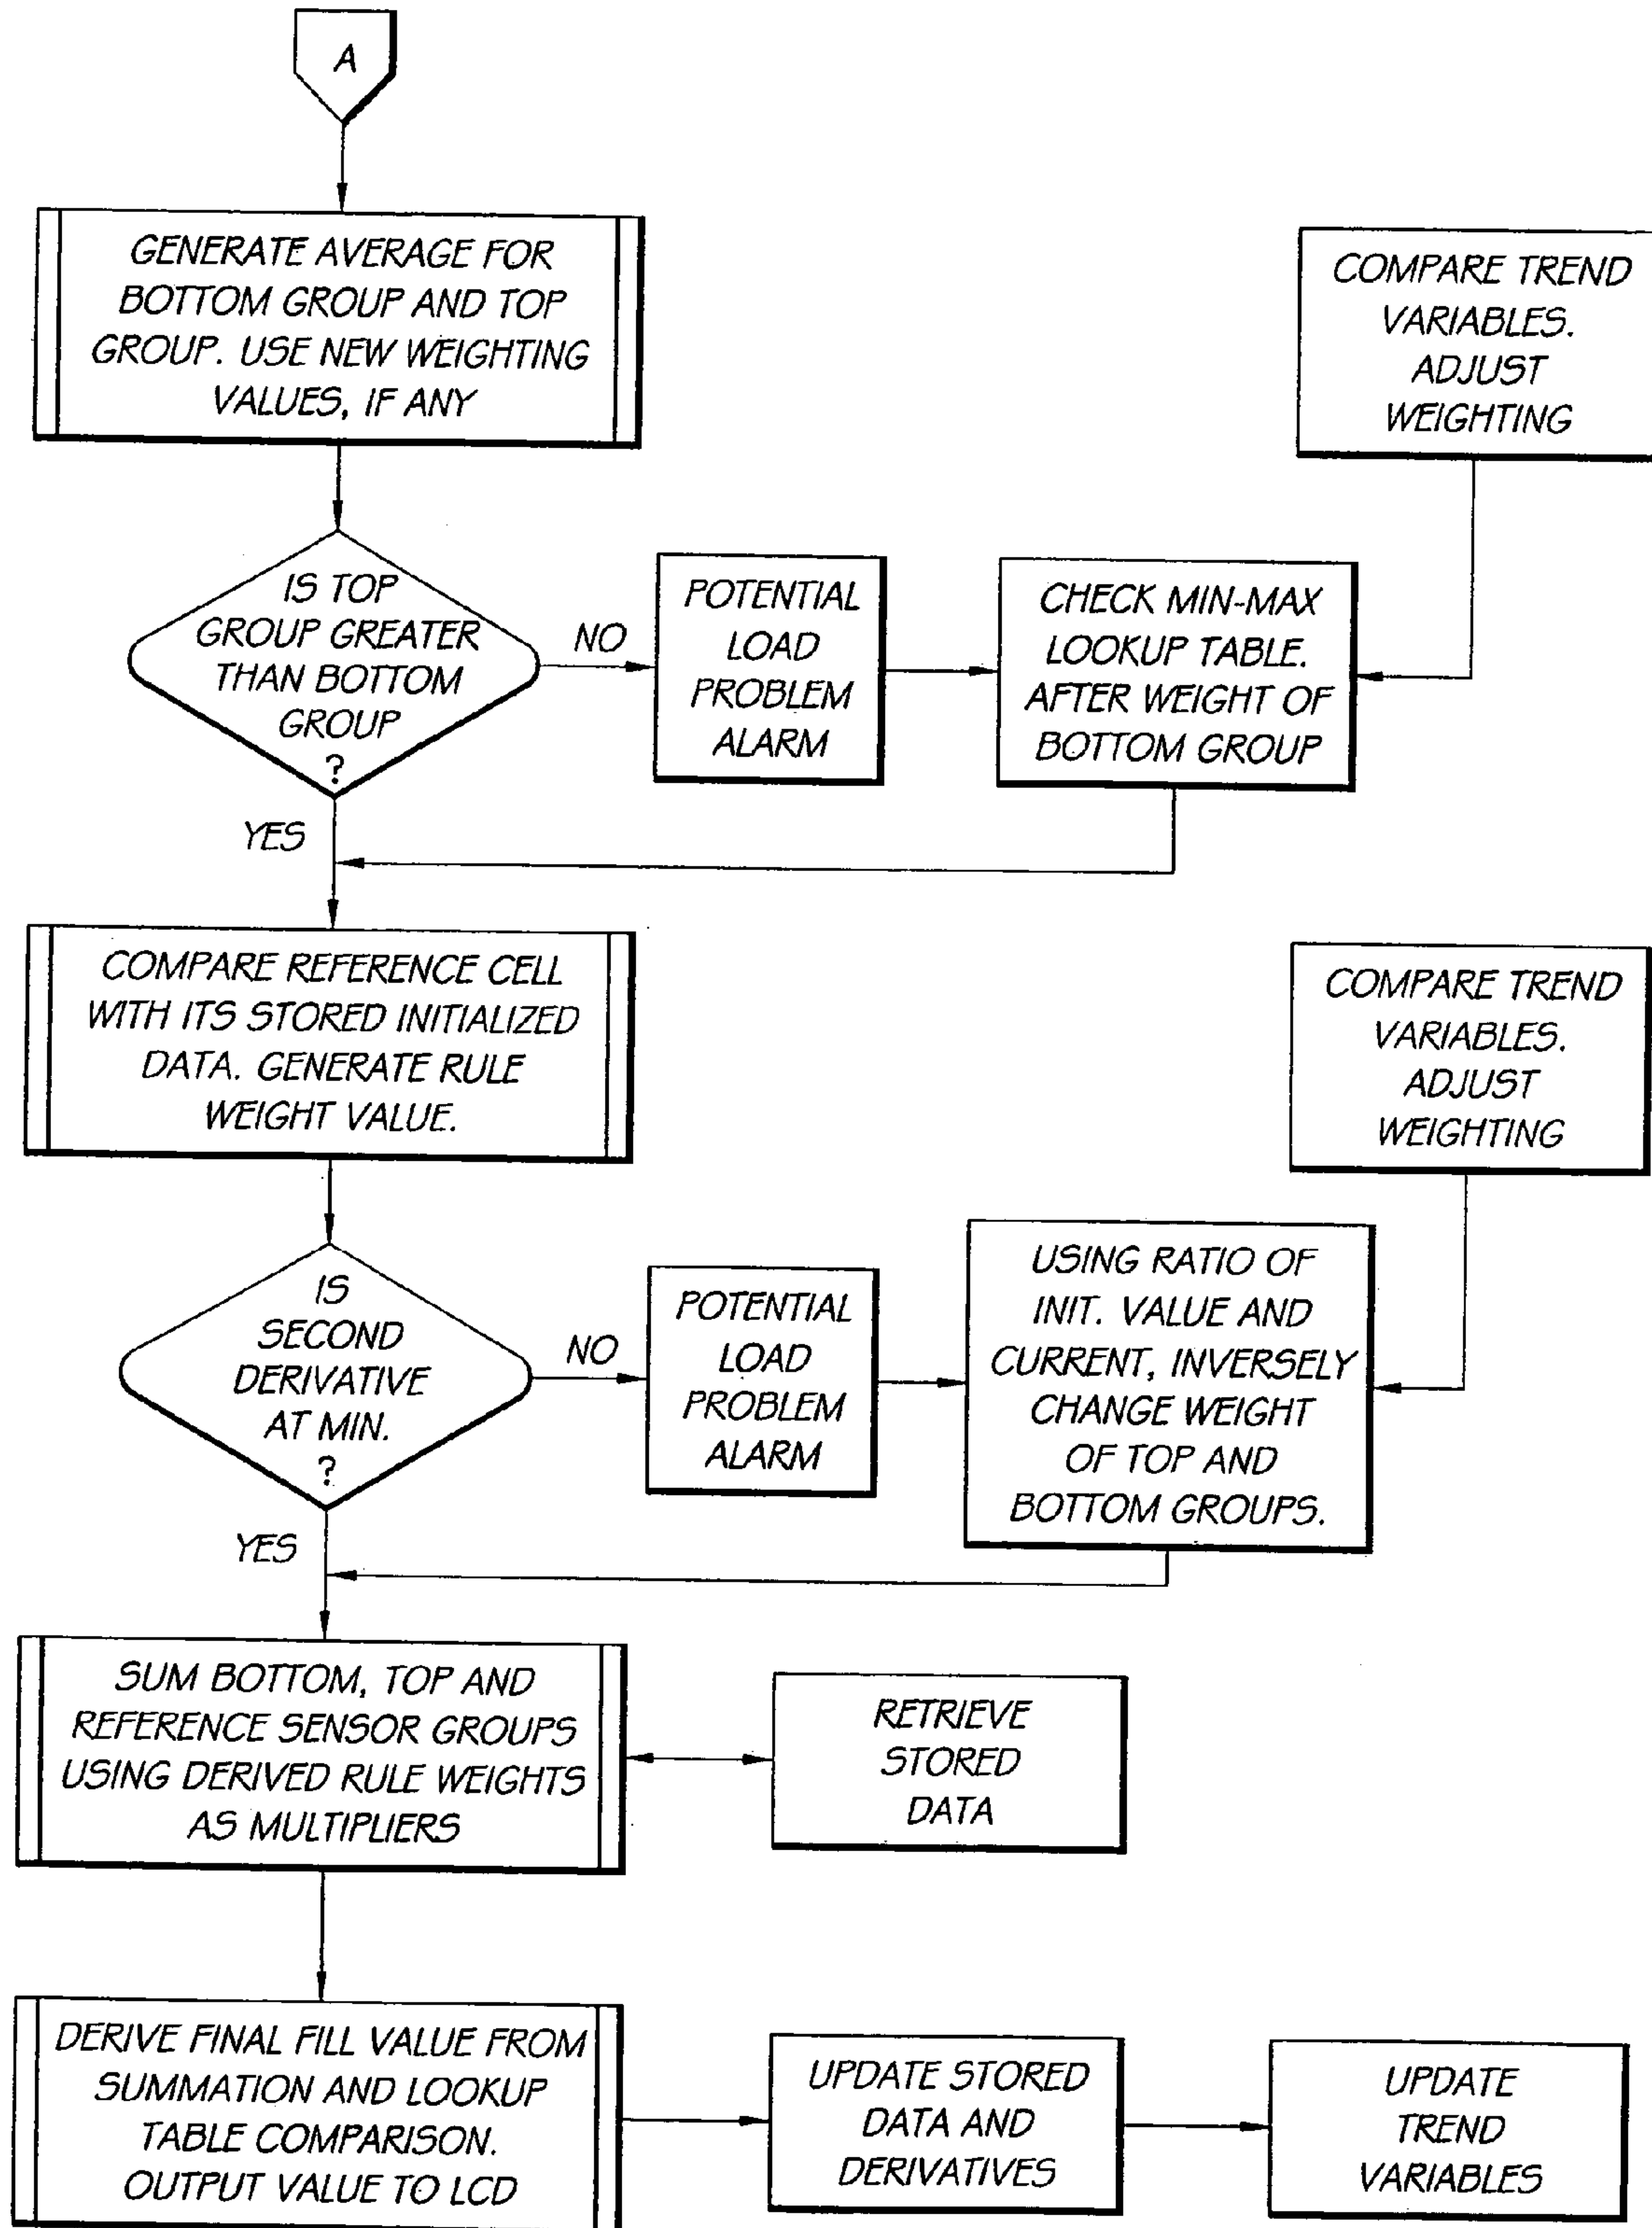 A
GENERATE AVERAGE FOR
BOTTOM GROUP AND TOP
GROUP. USE NEW WEIGHTING
VALUES, IF ANY
COMPARE TREND
VARIABLES.
ADJUST
WEIGHTING
IS TOP
GROUP GREATER
THAN BOTTOM
GROUP
?
NO
POTENTIAL
LOAD
PROBLEM
ALARM
CHECK MIN-MAX
LOOKUP TABLE.
AFTER WEIGHT OF
BOTTOM GROUP
YES
COMPARE REFERENCE CELL
WITH ITS STORED INITIALIZED
DATA. GENERATE RULE
WEIGHT VALUE.
COMPARE TREND
VARIABLES.
ADJUST
WEIGHTING
IS
SECOND
DERIVATIVE
AT MIN.
?
NO
POTENTIAL
LOAD
PROBLEM
ALARM
USING RATIO OF
INIT. VALUE AND
CURRENT, INVERSELY
CHANGE WEIGHT
OF TOP AND
BOTTOM GROUPS.
YES
SUM BOTTOM, TOP AND
REFERENCE SENSOR GROUPS
USING DERIVED RULE WEIGHTS
AS MULTIPLIERS
RETRIEVE
STORED
DATA
DERIVE FINAL FILL VALUE FROM
SUMMATION AND LOOKUP
TABLE COMPARISON.
OUTPUT VALUE TO LCD
UPDATE STORED
DATA AND
DERIVATIVES
UPDATE
TREND
VARIABLES